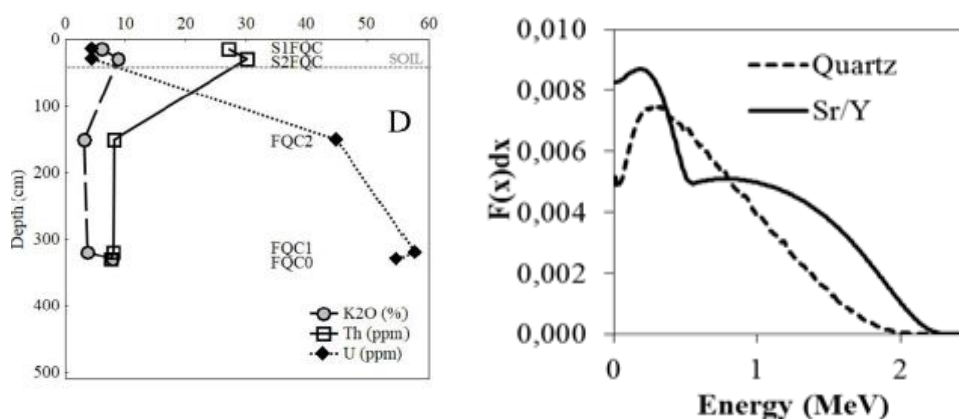 0 10 20 30 40 50 60
0
100
200
300
400
500
Depth (cm)
S1FQC
S2FQC
SOIL
D
FQC2
FQC1
FQC0
K2O (%)
Th (ppm)
U (ppm)
0,010
0,008
0,006
0,004
0,002
0,000
F(x)dx
Quartz
Sr/Y
0 1 2
Energy (MeV)